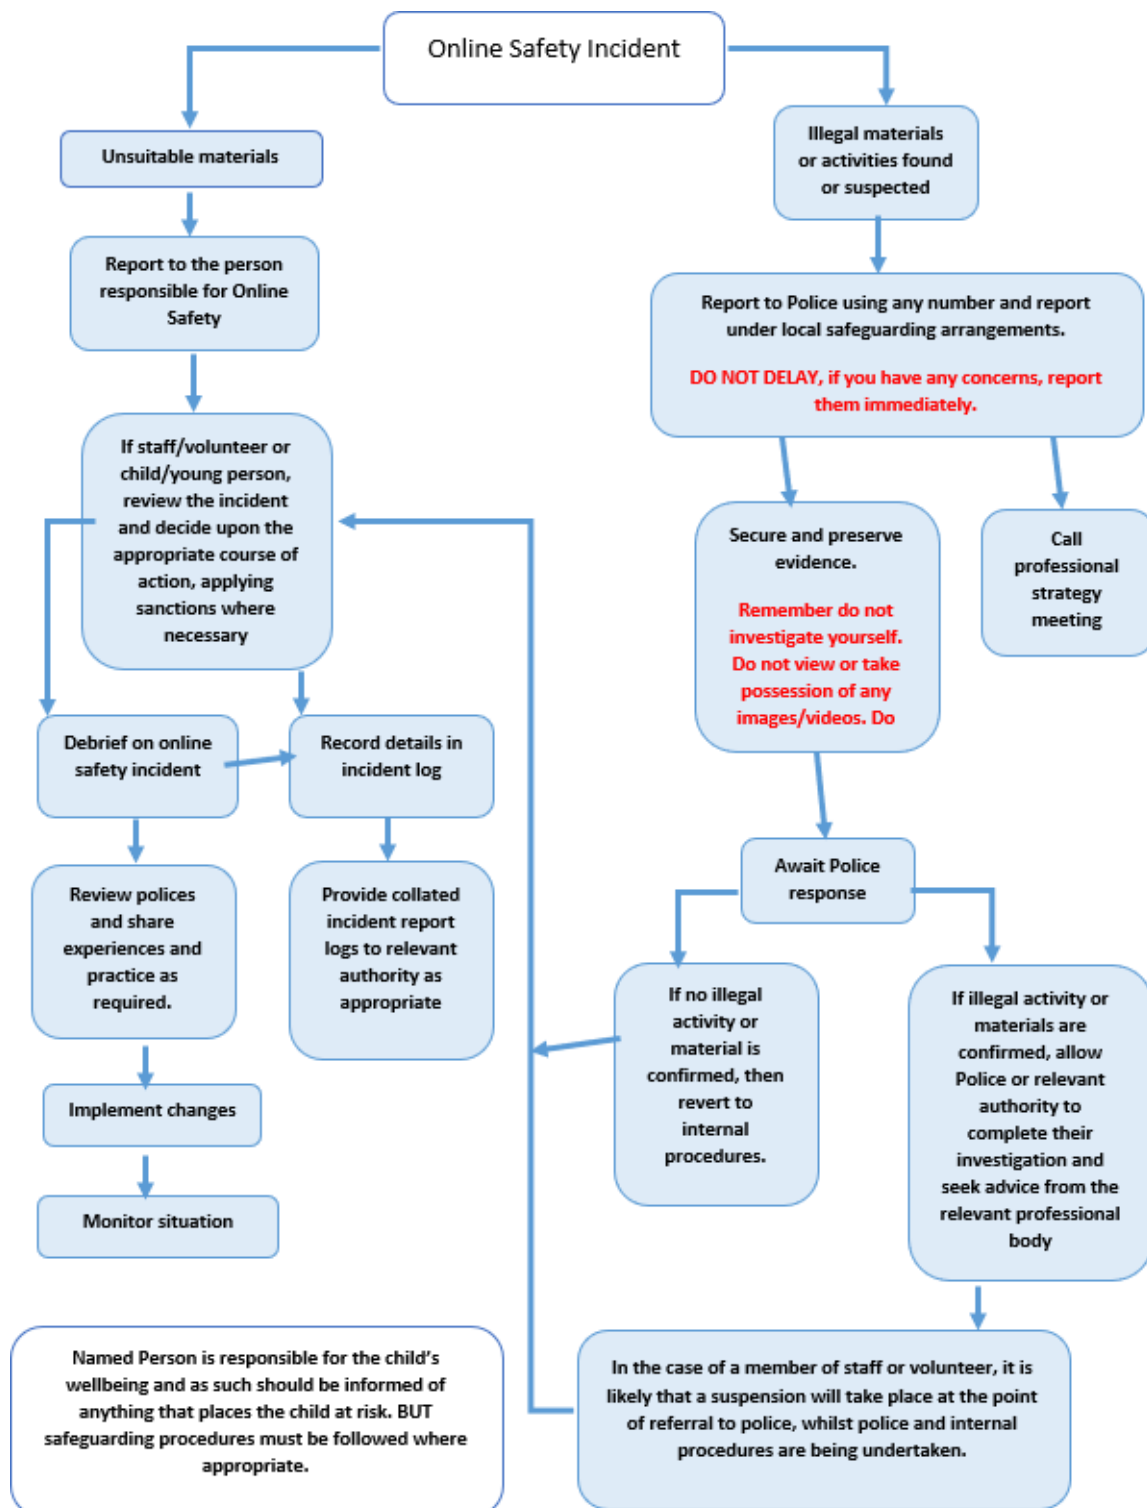 Online Safety Incident
Unsuitable materials
Illegal materials
or activities found
or suspected
Report to the person
responsible for Online
Safety
Report to Police using any number and report
under local safeguarding arrangements.
DO NOT DELAY, if you have any concerns, report
them immediately.
If staff/volunteer or
child/young person,
review the incident
and decide upon the
appropriate course of
action, applying
sanctions where
necessary
Secure and preserve
evidence.
Remember do not
investigate yourself.
Do not view or take
possession of any
images/videos. Do
Call
professional
strategy
meeting
Debrief on online
safety incident
Record details in
incident log
Await Police
response
Review polices
and share
experiences and
practice as
required.
Provide collated
incident report
logs to relevant
authority as
appropriate
If no illegal
activity or
material is
confirmed, then
revert to
internal
procedures.
If illegal activity or
materials are
confirmed, allow
Police or relevant
authority to
complete their
investigation and
seek advice from the
relevant professional
body
Implement changes
Monitor situation
Named Person is responsible for the child's
wellbeing and as such should be informed of
anything that places the child at risk. BUT
safeguarding procedures must be followed where
appropriate.
In the case of a member of staff or volunteer, it is
likely that a suspension will take place at the point
of referral to police, whilst police and internal
procedures are being undertaken.